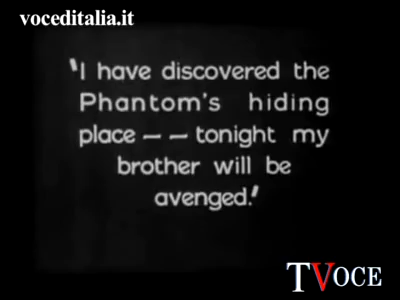 voceditalia.it
"I have discovered the
Phantom's hiding
place -- tonight my
brother will be
avenged."
TVOCE